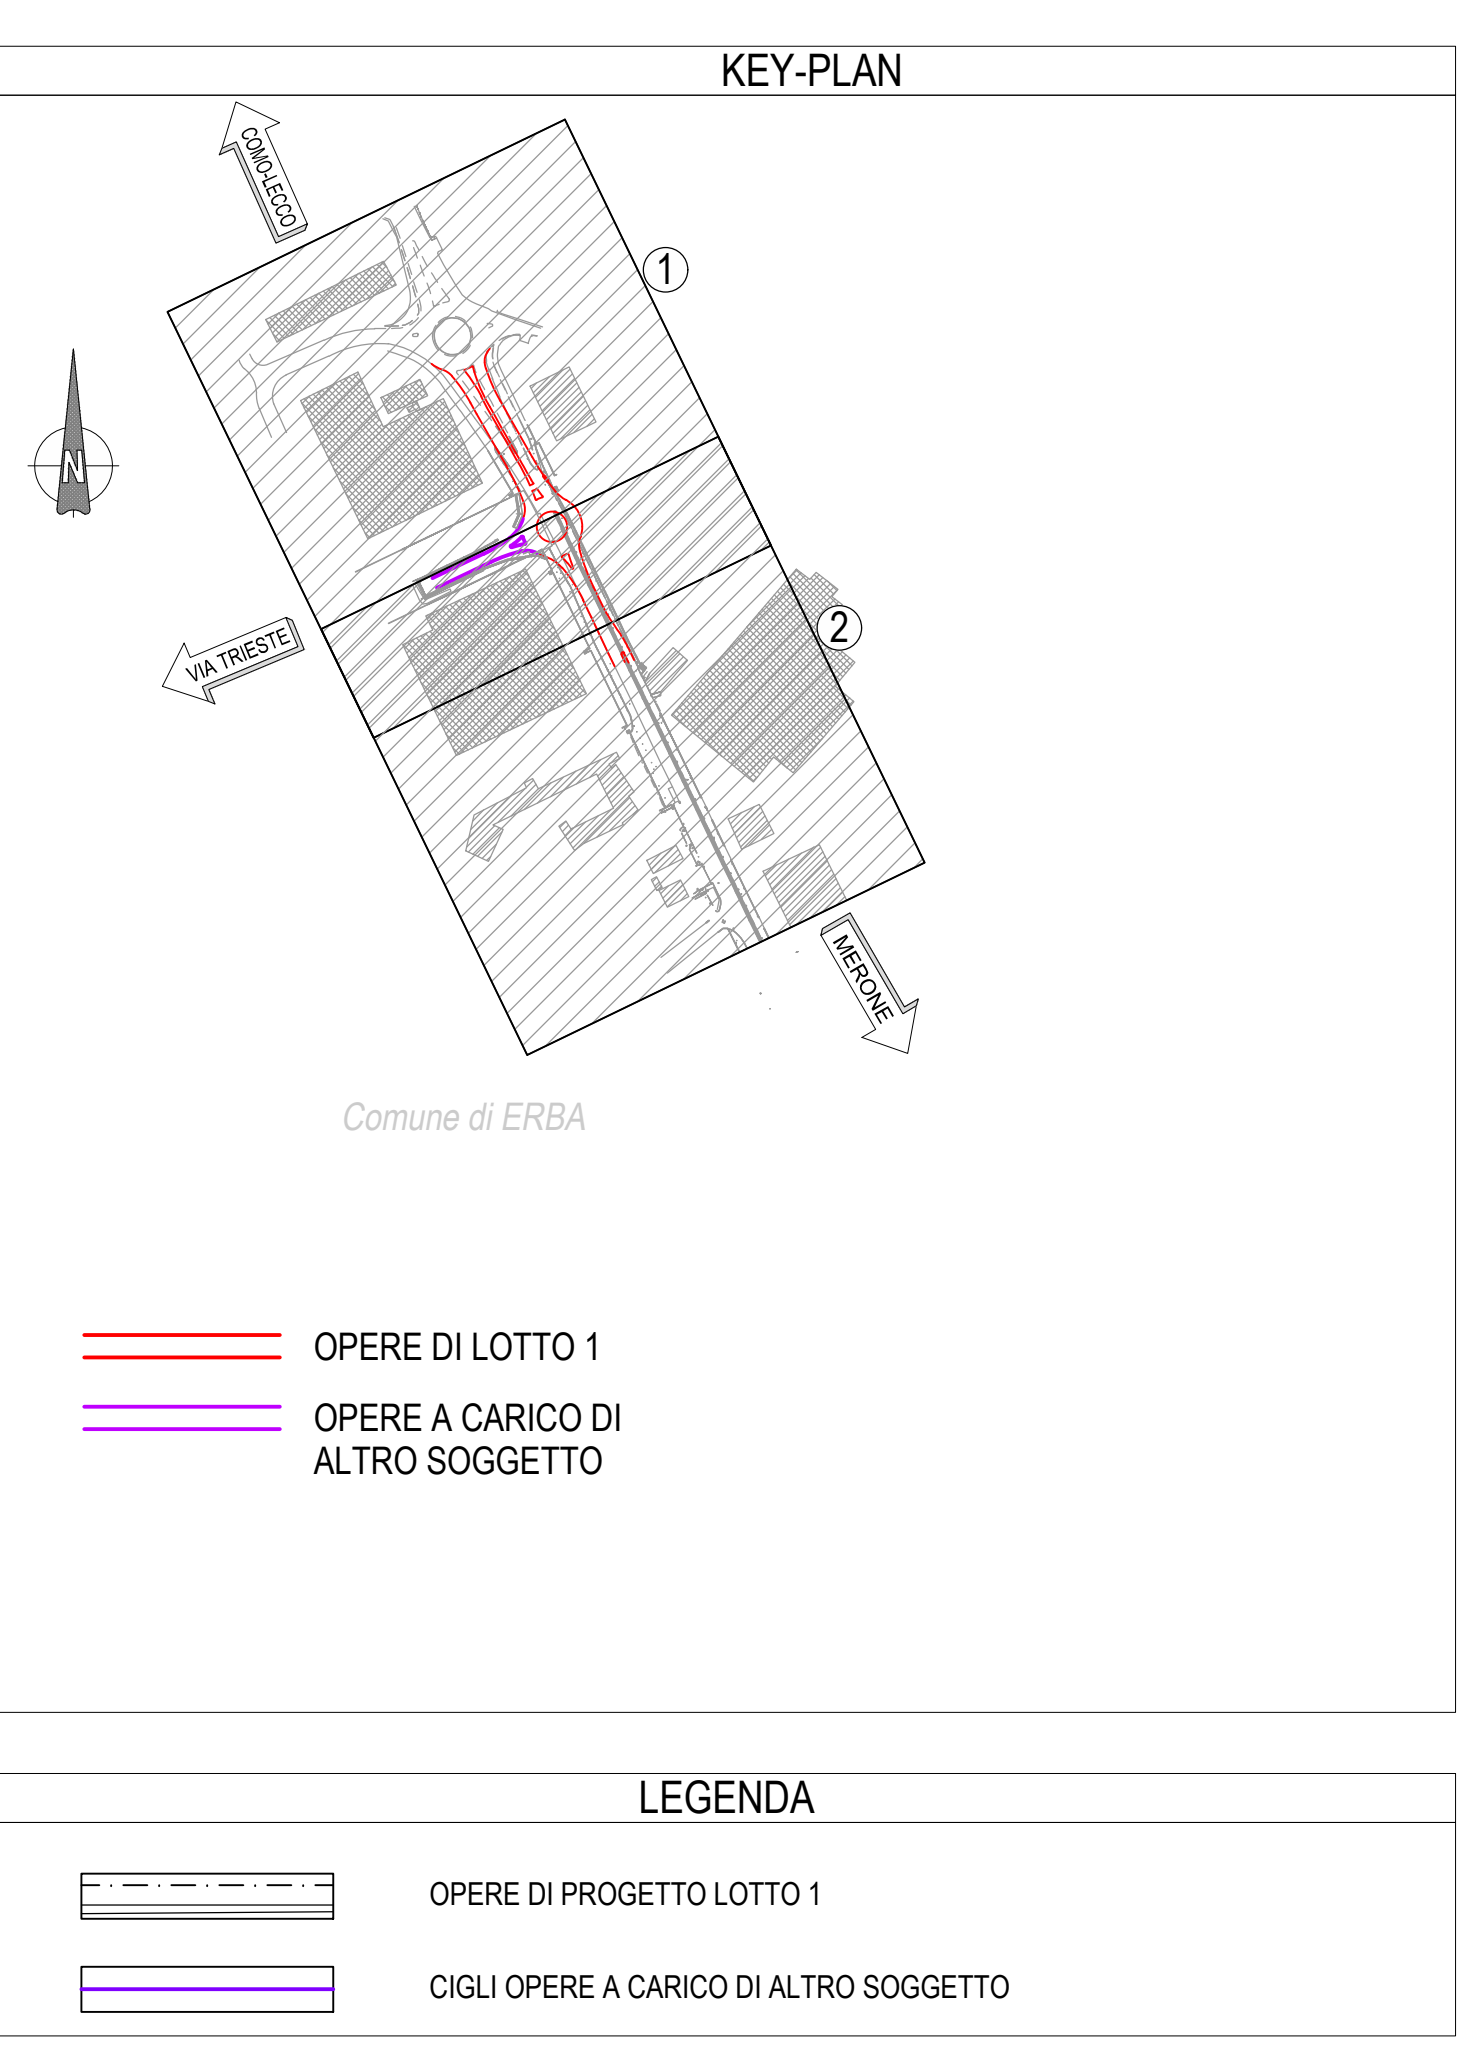 KEY-PLAN
COMO-LECCO
1
N
2
VIA TRIESTE
MERONE
Comune di ERBA
OPERE DI LOTTO 1
OPERE A CARICO DI
ALTRO SOGGETTO
LEGENDA
OPERE DI PROGETTO LOTTO 1
CIGLI OPERE A CARICO DI ALTRO SOGGETTO